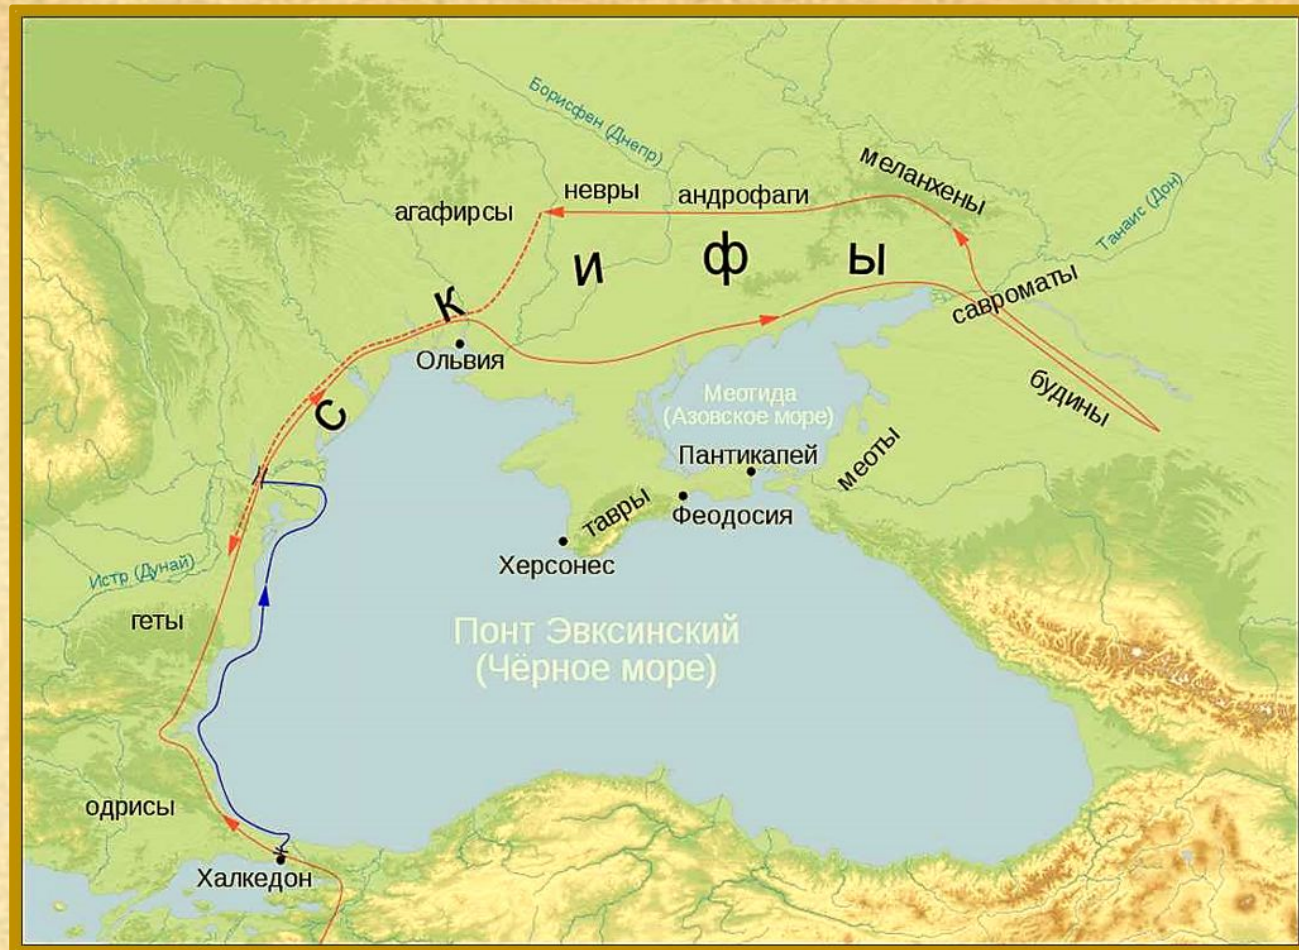 Борисфен (Днепр)
меланхены
невры
андрофаги
агафирсы
Танаис (Дон)
скифы
савроматы
Ольвия
Меотида
(Азовское море)
будины
Пантикапей
меоты
тавры
Феодосия
Херсонес
Истр (Дунай)
геты
Понт Эвксинский
(Чёрное море)
одрисы
Халкедон